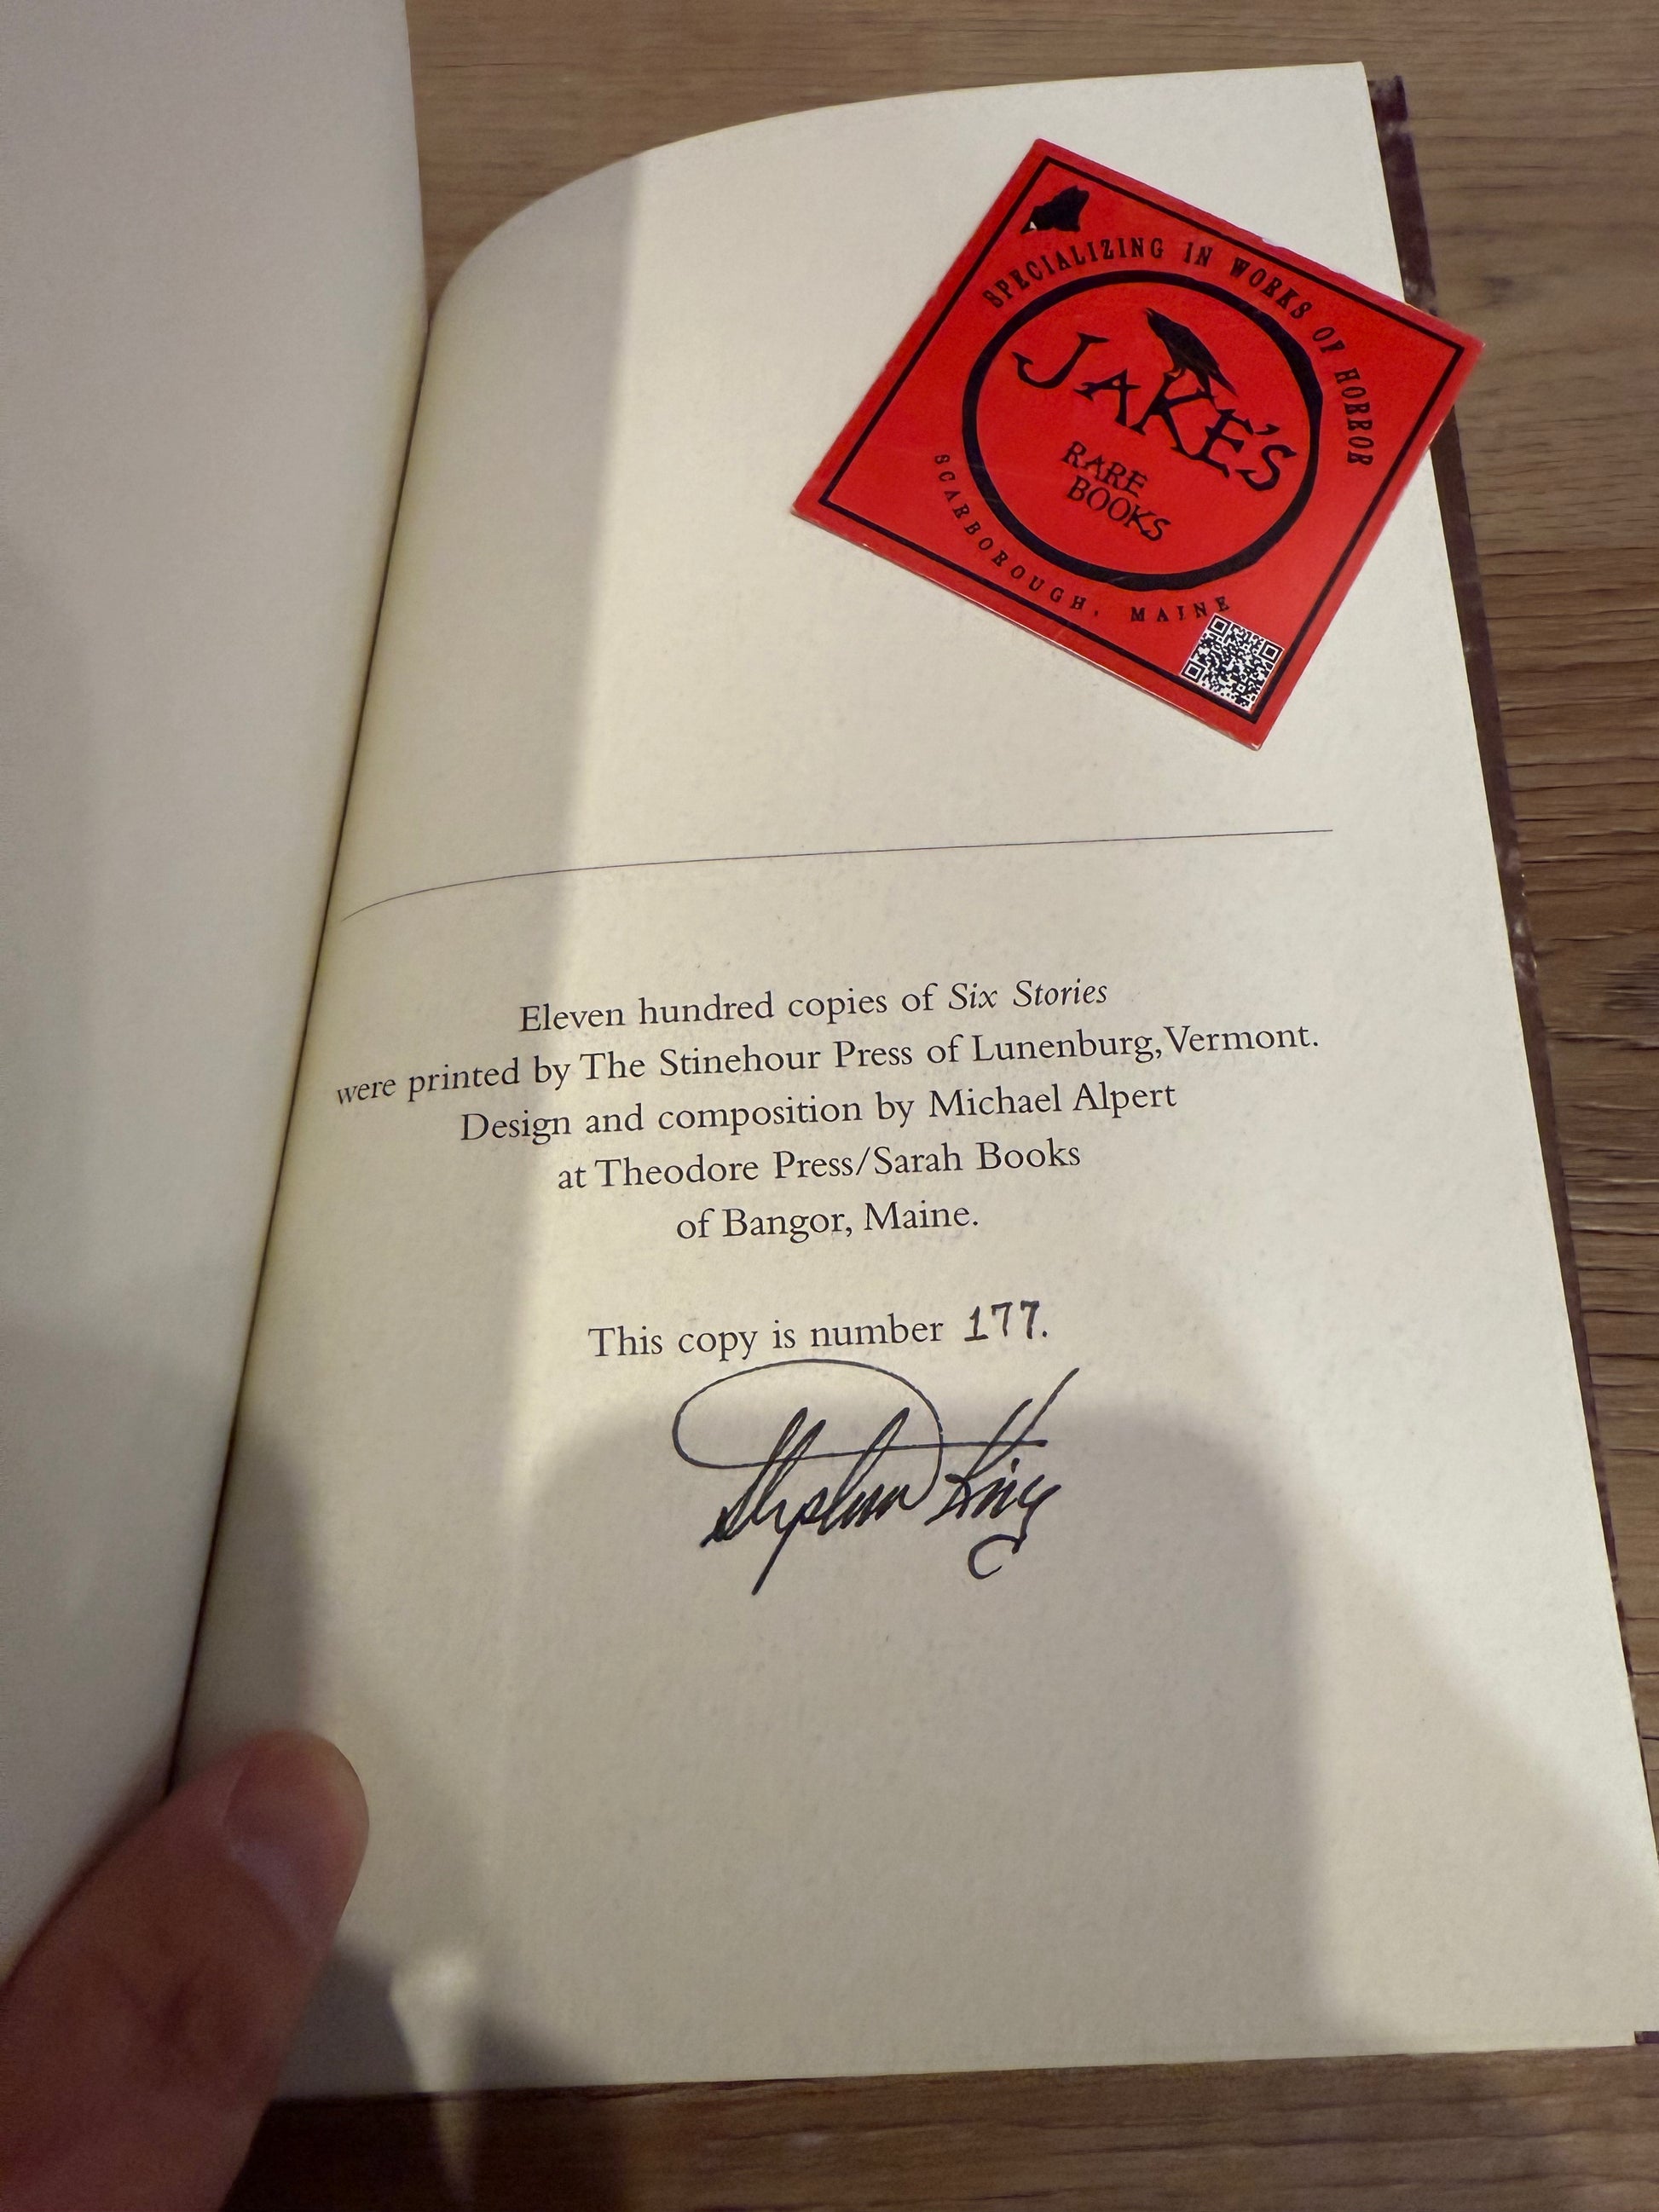 SPECIALIZING IN WORKS OF HORROR
JAKE'S
RARE
BOOKS
SCARBOROUGH, MAINE
Eleven hundred copies of Six Stories
were printed by The Stinehour Press of Lunenburg, Vermont.
Design and composition by Michael Alpert
at Theodore Press/Sarah Books
of Bangor, Maine.
This copy is number 177.
Stephen King